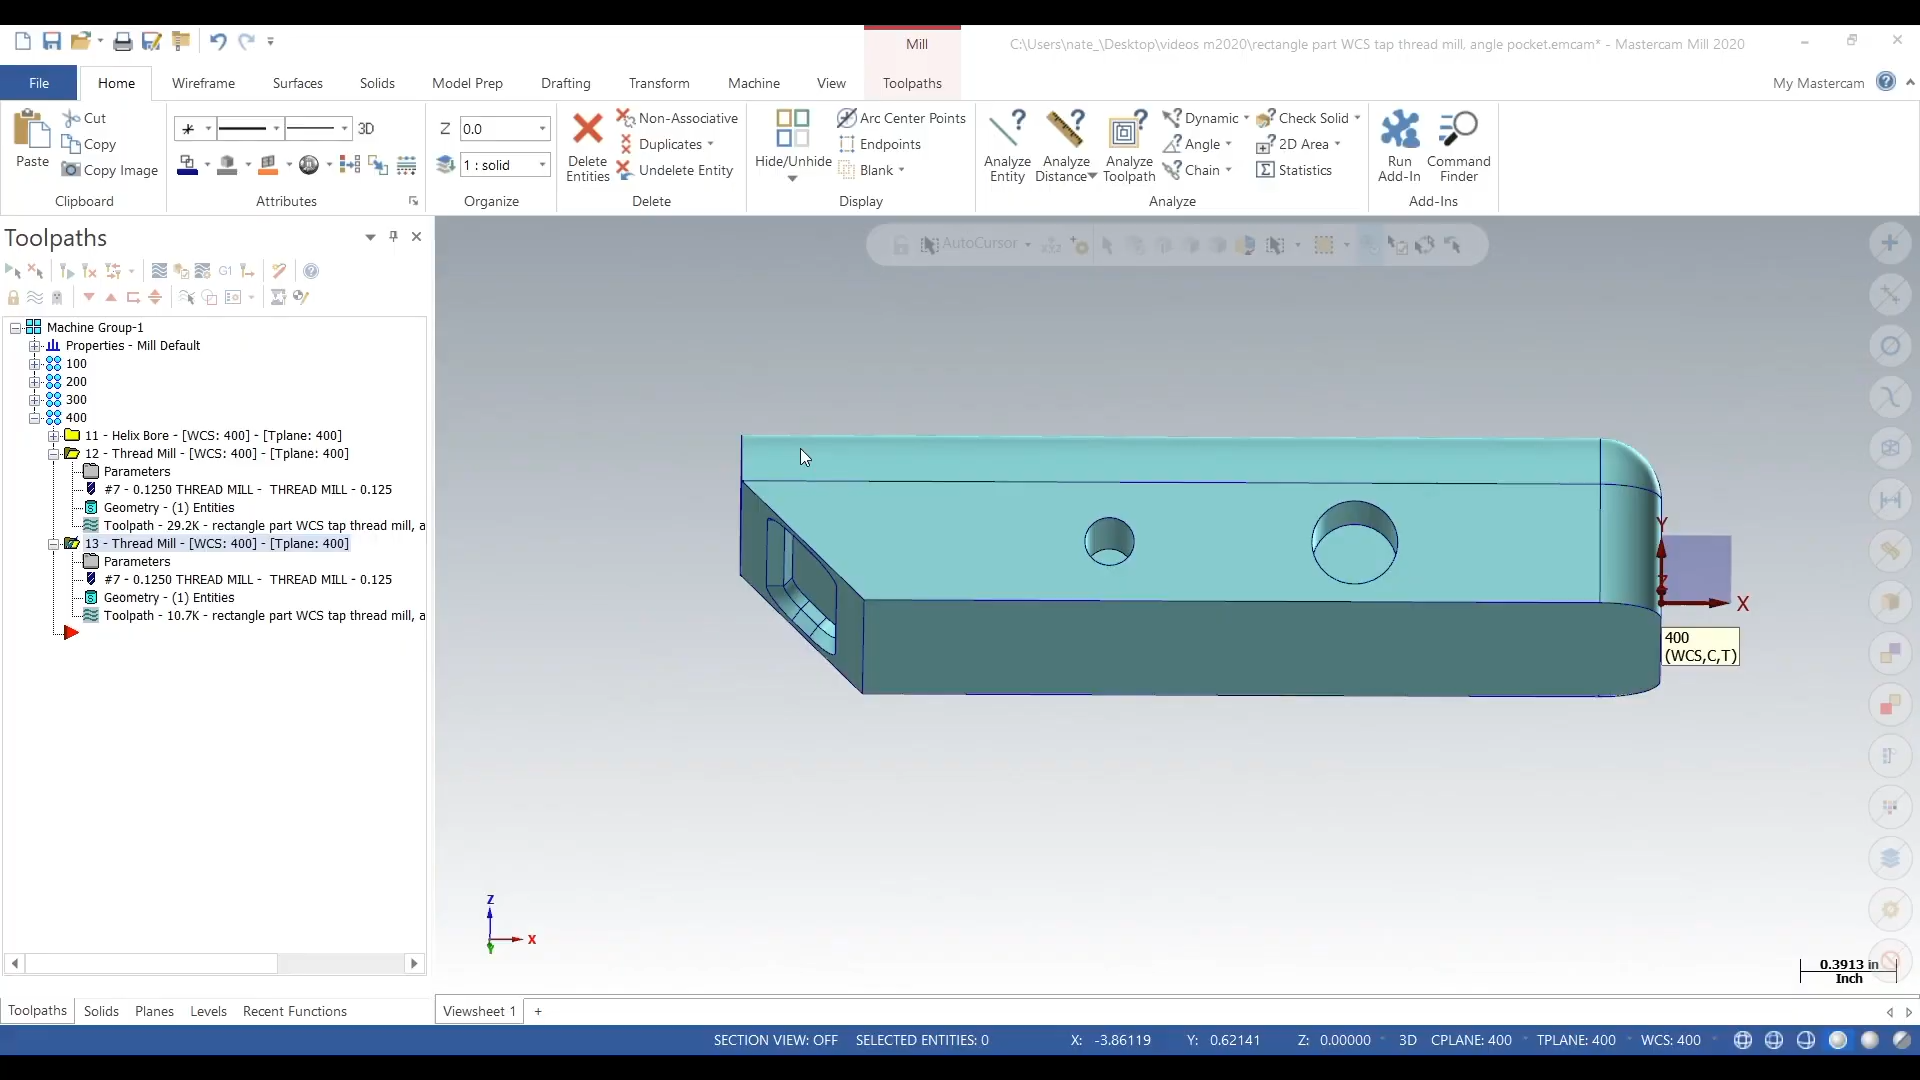 Mill
C:\Users\nate_\Desktop\videos m2020\rectangle part WCS tap thread mill, angle pocket.emcam* - Mastercam Mill 2020
File
Home
Wireframe
Surfaces
Solids
Model Prep
Drafting
Transform
Machine
View
Toolpaths
My Mastercam
Paste
Cut
Copy
Copy Image
Clipboard
3D
Attributes
Z 0.0
1 : solid
Organize
Delete
Entities
Non-Associative
Duplicates
Undelete Entity
Delete
Hide/Unhide
Arc Center Points
Endpoints
Blank
Display
Analyze
Entity
Analyze
Distance
Analyze
Toolpath
Dynamic
Angle
Chain
Check Solid
2D Area
Statistics
Analyze
Run
Add-In
Command
Finder
Add-Ins
Toolpaths
G1
AutoCursor
XYZ
Machine Group-1
Properties - Mill Default
100
200
300
400
11 - Helix Bore - [WCS: 400] - [Tplane: 400]
12 - Thread Mill - [WCS: 400] - [Tplane: 400]
Parameters
#7 - 0.1250 THREAD MILL - THREAD MILL - 0.125
Geometry - (1) Entities
Toolpath - 29.2K - rectangle part WCS tap thread mill, a
13 - Thread Mill - [WCS: 400] - [Tplane: 400]
Parameters
#7 - 0.1250 THREAD MILL - THREAD MILL - 0.125
Geometry - (1) Entities
Toolpath - 10.7K - rectangle part WCS tap thread mill, a
Y
Z
X
400
(WCS,C,T)
Z
X
Y
0.3913 in
Inch
Toolpaths
Solids
Planes
Levels
Recent Functions
Viewsheet 1
+
SECTION VIEW: OFF
SELECTED ENTITIES: 0
X: -3.86119
Y: 0.62141
Z: 0.00000
3D
CPLANE: 400
TPLANE: 400
WCS: 400